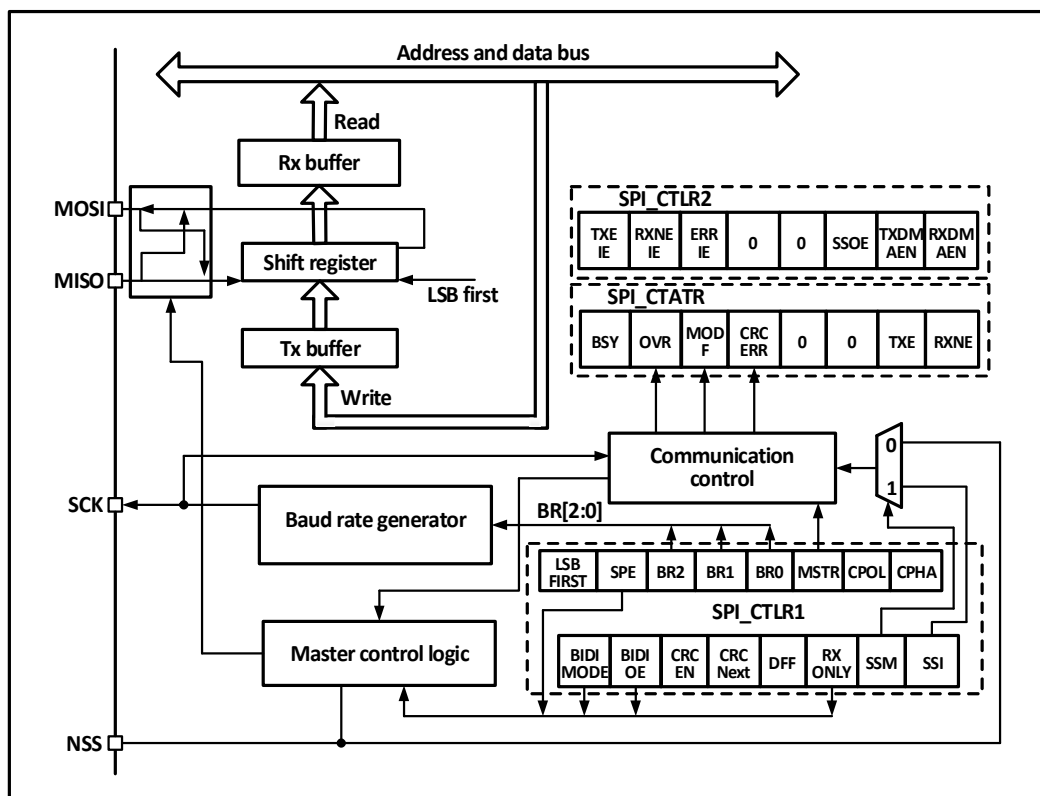 Address and data bus
Read
Rx buffer
MOSI
MISO
Shift register
LSB first
Tx buffer
Write
SPI_CTLR2
TXE
IE
RXNE
IE
ERR
IE
0
0
SSOE
TXDM
AEN
RXDM
AEN
SPI_CTATR
BSY
OVR
MOD
F
CRC
ERR
0
0
TXE
RXNE
Communication
control
0
1
SCK
Baud rate generator
BR[2:0]
LSB
FIRST
SPE
BR2
BR1
BR0
MSTR
CPOL
CPHA
SPI_CTLR1
Master control logic
BIDI
MODE
BIDI
OE
CRC
EN
CRC
Next
DFF
RX
ONLY
SSM
SSI
NSS